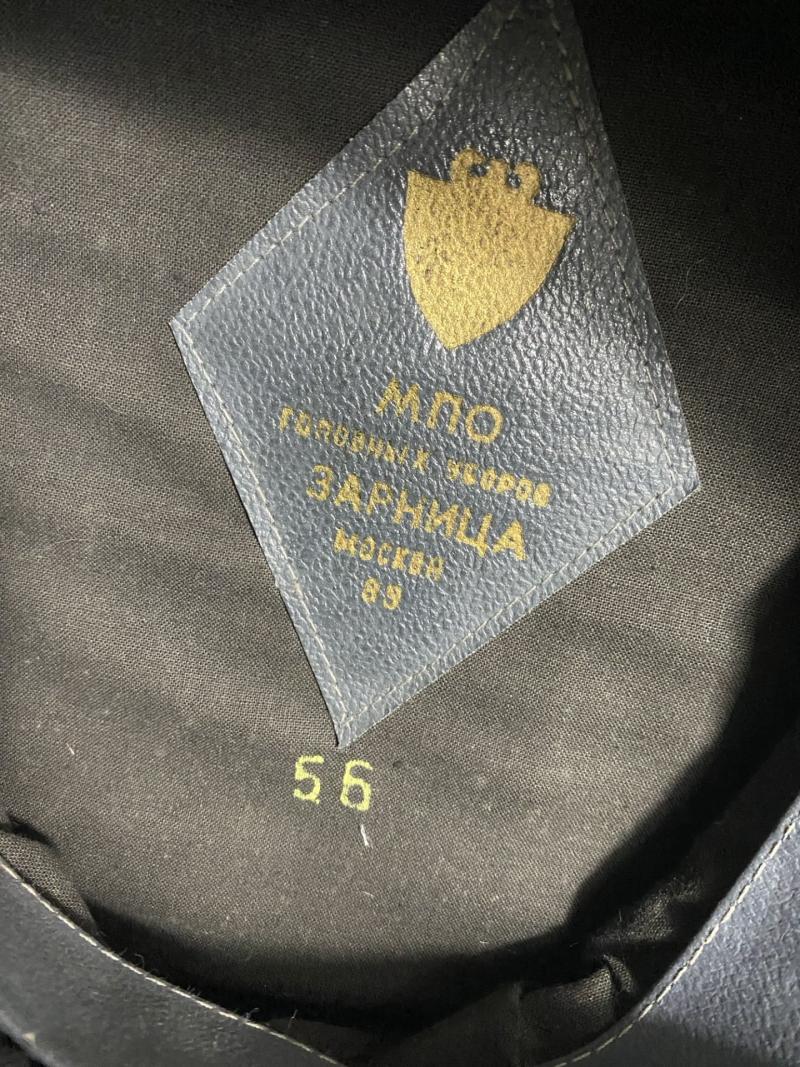 МПО
ГОЛОВНЫХ УБОРОВ
ЗАРНИЦА
МОСКВА
89
56